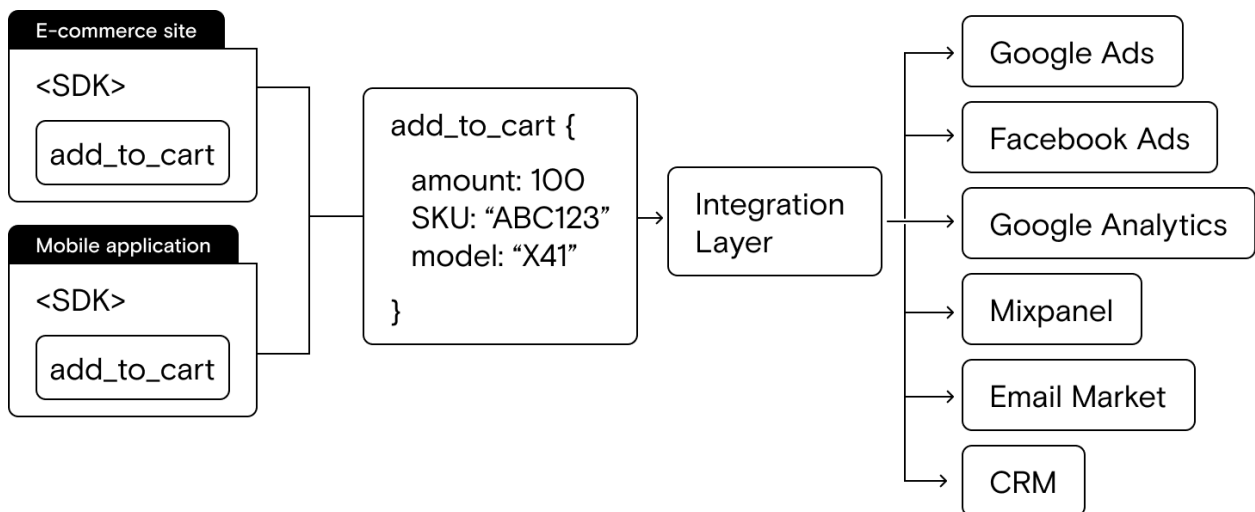 E-commerce site
<SDK>
add_to_cart
Mobile application
<SDK>
add_to_cart
add_to_cart {
amount: 100
SKU: “ABC123”
model: “X41”
}
Integration
Layer
Google Ads
Facebook Ads
Google Analytics
Mixpanel
Email Market
CRM